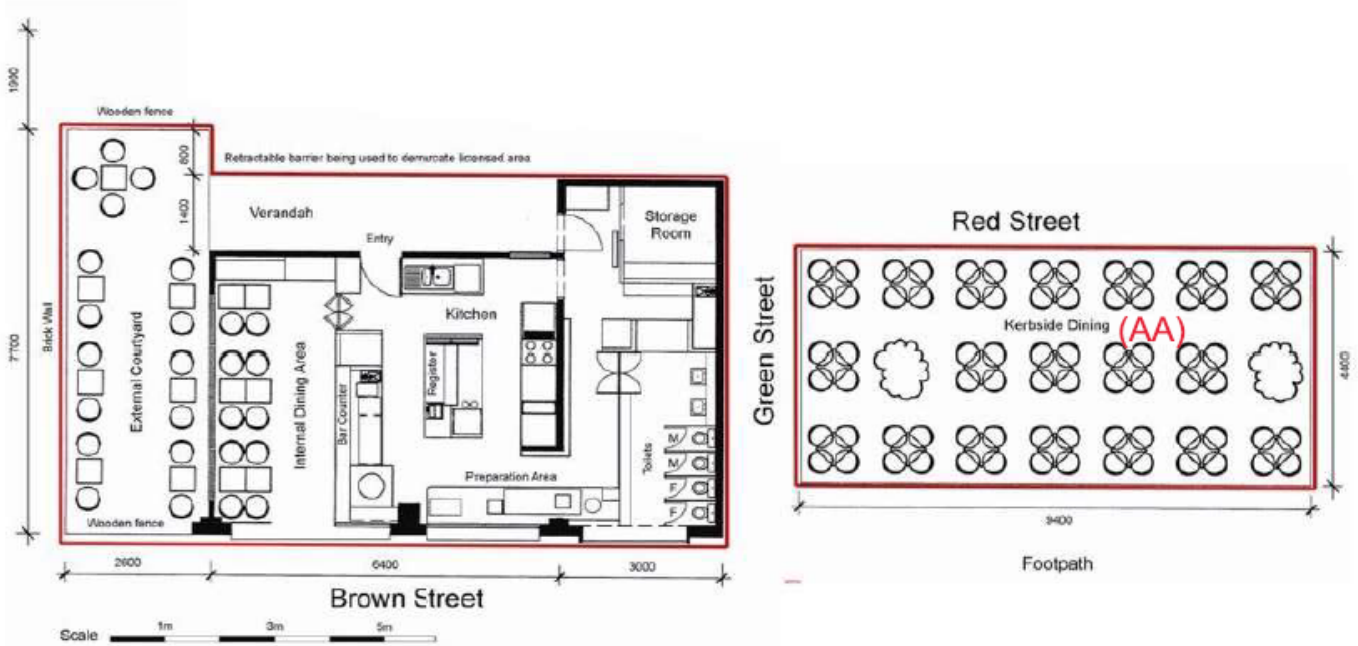 1900
Wooden fence
800
Retractable barrier being used to demarcate licensed area
1400
Verandah
Entry
Storage
Room
7700
Brick Wall
External Courtyard
Internal Dining Area
Bar Counter
Register
Kitchen
Preparation Area
Toilets
M
M
F
F
Wooden fence
2600
6400
3000
Brown Street
Scale
1m
3m
5m
Red Street
Green Street
Kerbside Dining (AA)
4400
9400
Footpath